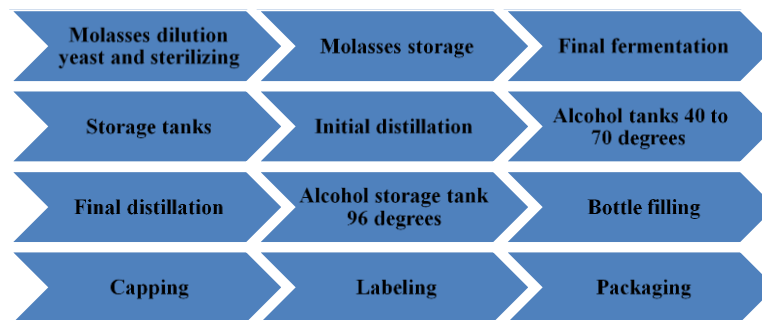 Molasses dilution
yeast and sterilizing
Molasses storage
Final fermentation
Storage tanks
Initial distillation
Alcohol tanks 40 to
70 degrees
Final distillation
Alcohol storage tank
96 degrees
Bottle filling
Capping
Labeling
Packaging